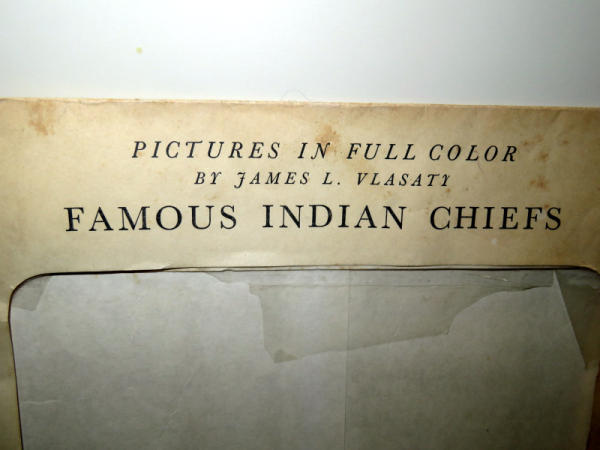 PICTURES IN FULL COLOR
BY JAMES L. VLASATY
FAMOUS INDIAN CHIEFS